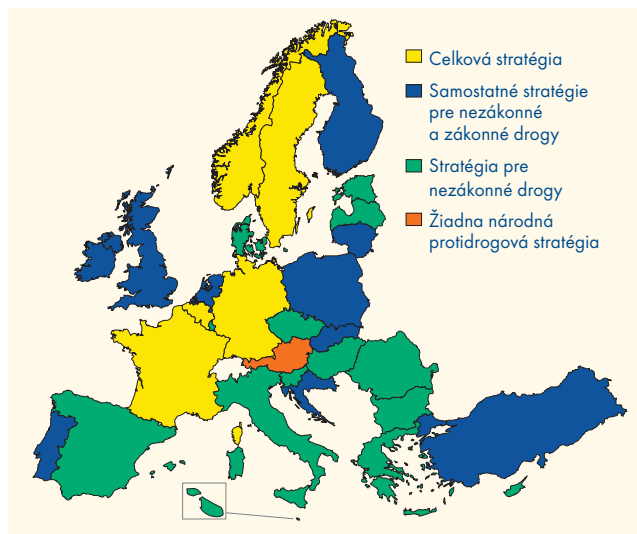 Celková stratégia
Samostatné stratégie
pre nezákonné
a zákonné drogy
Stratégia pre
nezákonné drogy
Žiadna národná
protidrogová stratégia